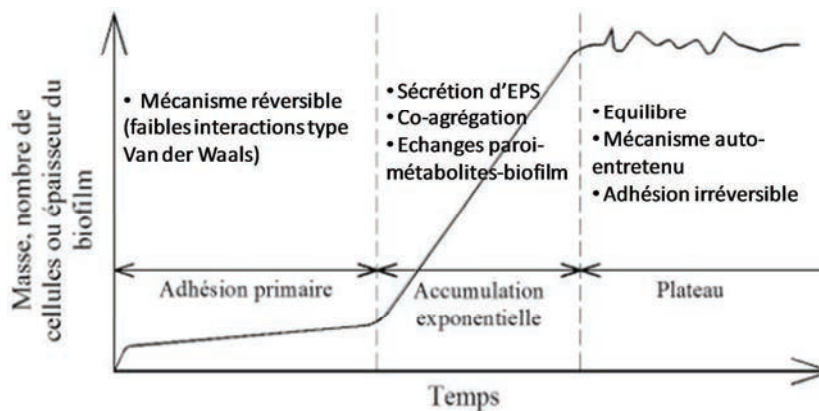 Masse, nombre de
cellules ou épaisseur du
biofilm
• Mécanisme réversible
(faibles interactions type
Van der Waals)
• Sécrétion d'EPS
• Co-agrégation
• Echanges paroi-
métabolites-biofilm
• Equilibre
• Mécanisme auto-
entretenu
• Adhésion irréversible
Adhésion primaire
Accumulation
exponentielle
Plateau
Temps